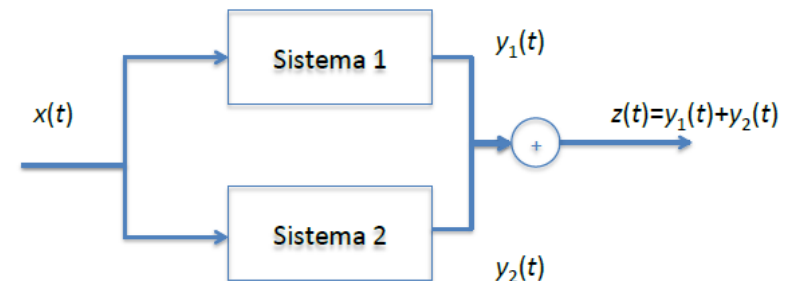 Sistema 1
y₁(t)
x(t)
z(t)=y₁(t)+y₂(t)
+
Sistema 2
y₂(t)